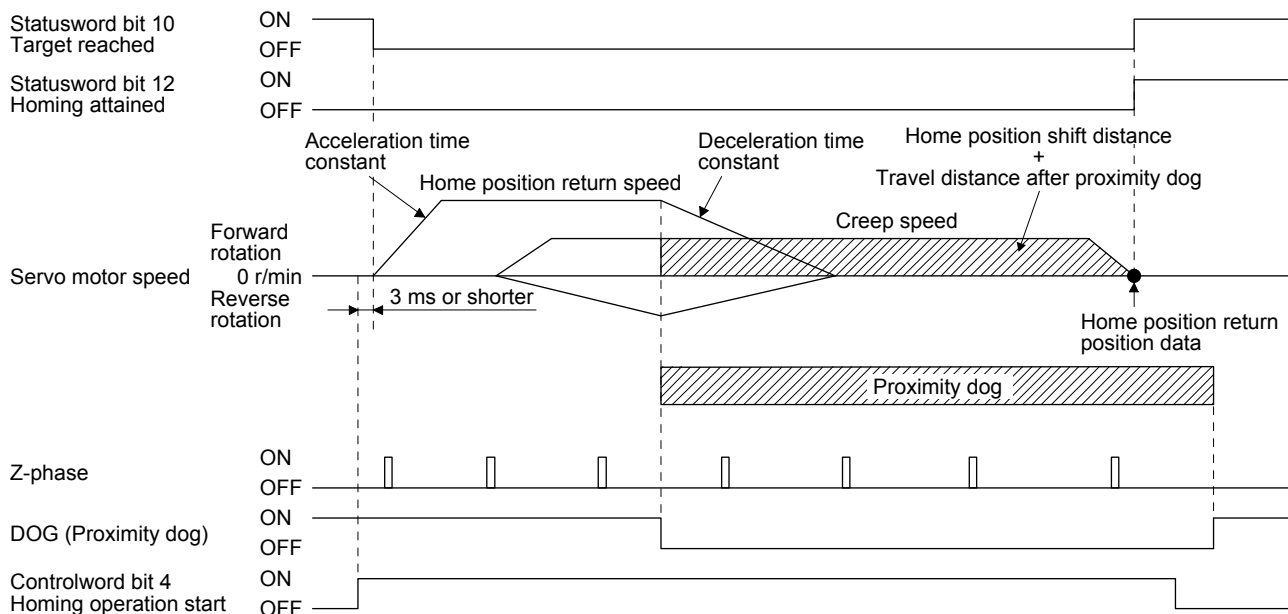 Statusword bit 10
Target reached
ON
OFF
Statusword bit 12
Homing attained
ON
OFF
Acceleration time
constant
Home position return speed
Deceleration time
constant
Home position shift distance
+
Travel distance after proximity dog
Creep speed
Servo motor speed
Forward
rotation
0 r/min
Reverse
rotation
3 ms or shorter
Home position return
position data
Proximity dog
Z-phase
ON
OFF
DOG (Proximity dog)
ON
OFF
Controlword bit 4
Homing operation start
ON
OFF